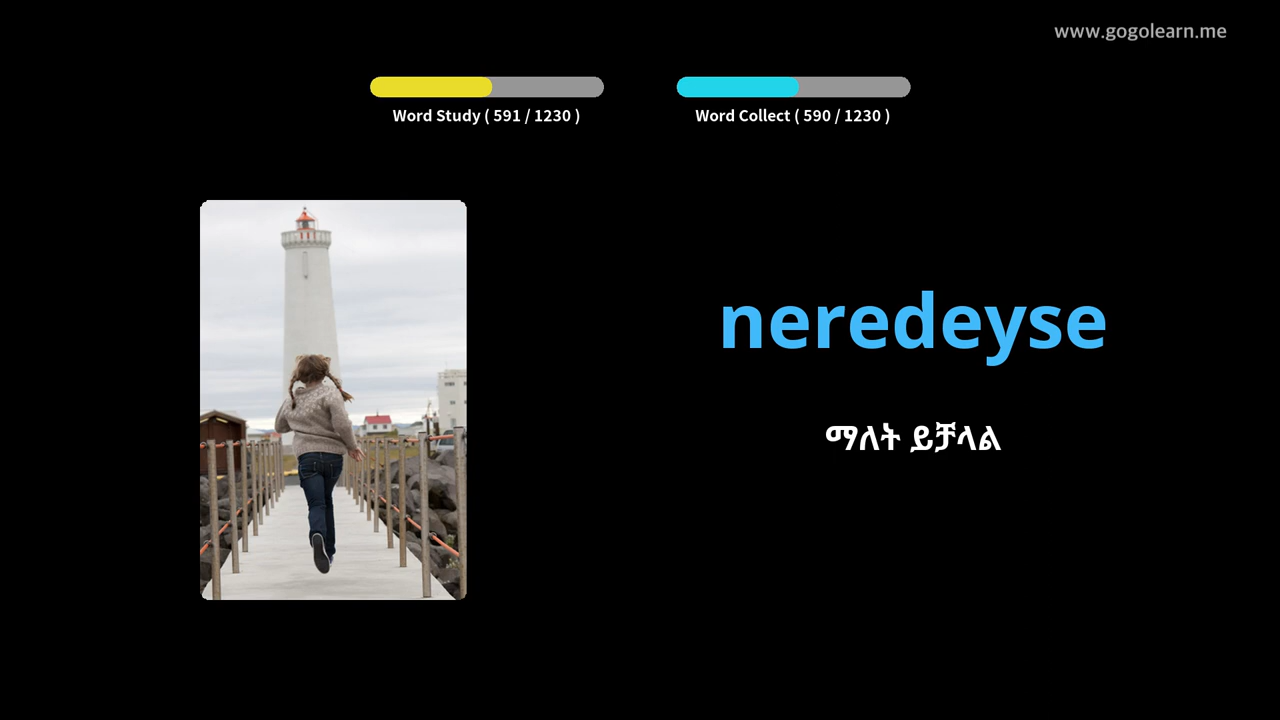 www.gogolearn.me
Word Study ( 591 / 1230 )
Word Collect ( 590 / 1230 )
neredeyse
ማለት ይቻላል